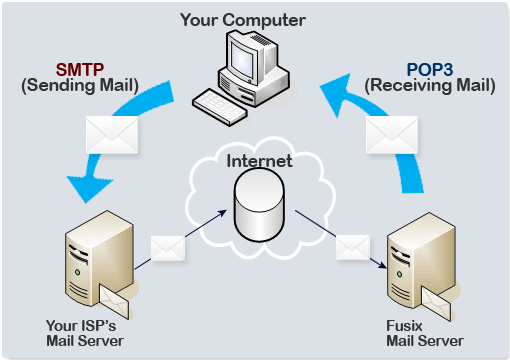 Your Computer
SMTP
(Sending Mail)
POP3
(Receiving Mail)
Internet
Your ISP's
Mail Server
Fusix
Mail Server